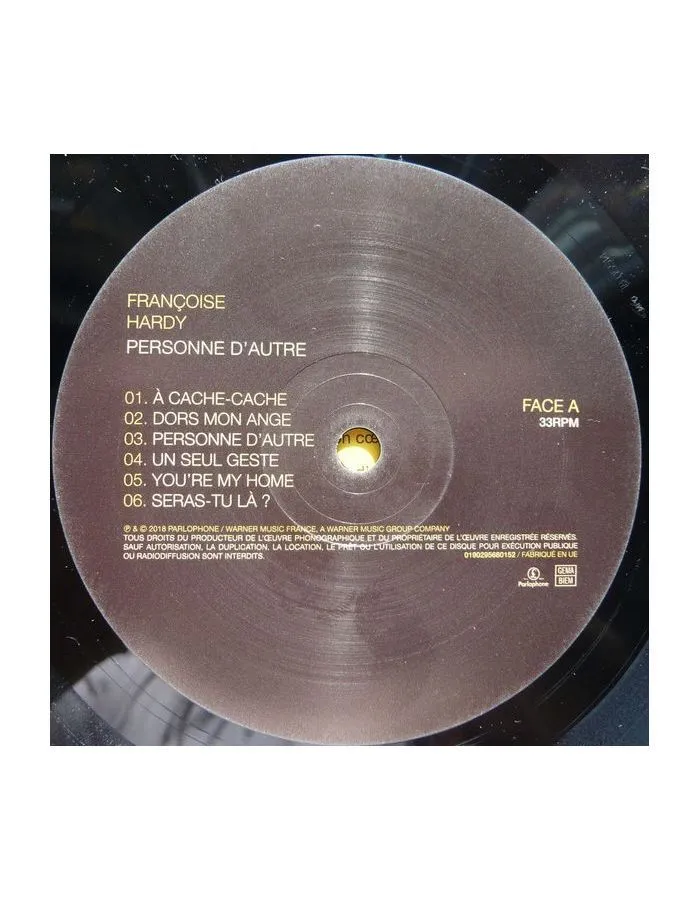 FRANÇOISE
HARDY
PERSONNE D'AUTRE
01. À CACHE-CACHE
02. DORS MON ANGE
03. PERSONNE D'AUTRE
04. UN SEUL GESTE
05. YOU'RE MY HOME
06. SERAS-TU LÀ ?
FACE A
33RPM
℗ & © 2018 PARLOPHONE / WARNER MUSIC FRANCE, A WARNER MUSIC GROUP COMPANY
TOUS DROITS DU PRODUCTEUR DE L'ŒUVRE PHONOGRAPHIQUE ET DU PROPRIÉTAIRE DE L'ŒUVRE ENREGISTRÉE RÉSERVÉS.
SAUF AUTORISATION, LA DUPLICATION, LA LOCATION, LE PRÊT OU L'UTILISATION DE CE DISQUE POUR EXÉCUTION PUBLIQUE
OU RADIODIFFUSION SONT INTERDITS.
0190295680152 / FABRIQUÉ EN UE
Parlophone
GEMA
BIEM